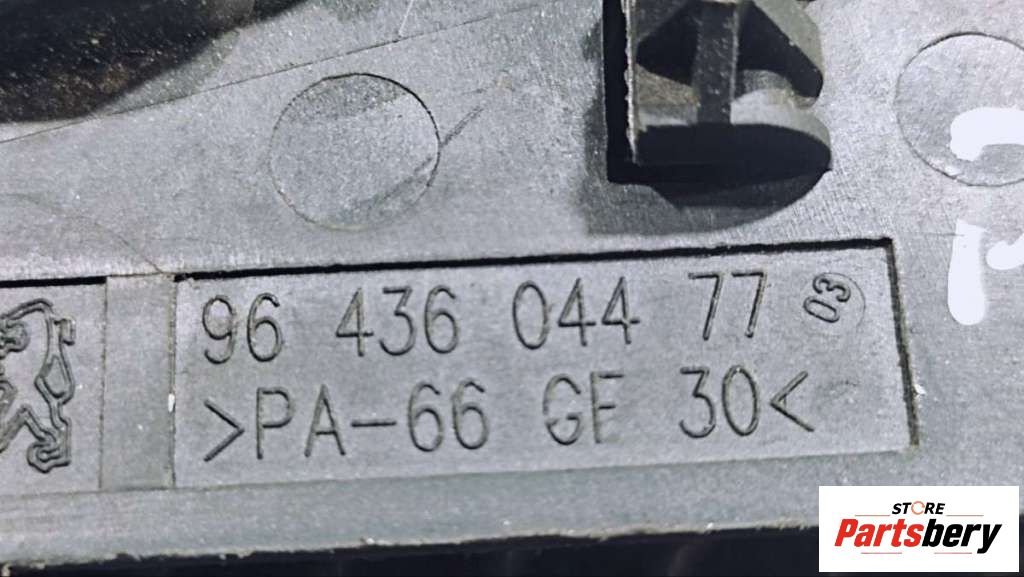 96 436 044 77 03
>PA-66 GF 30<
STORE
Partsbery